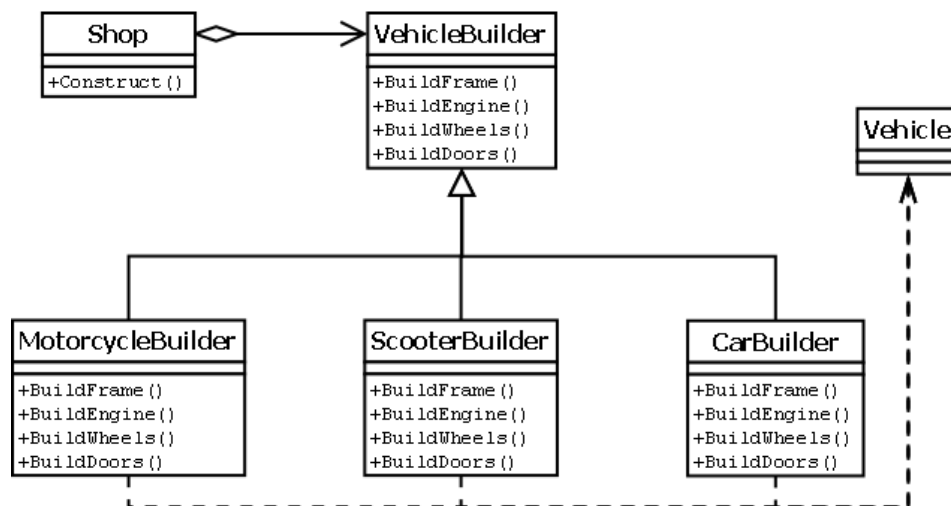 Shop
+Construct()
VehicleBuilder
+BuildFrame()
+BuildEngine()
+BuildWheels()
+BuildDoors()
Vehicle
MotorcycleBuilder
+BuildFrame()
+BuildEngine()
+BuildWheels()
+BuildDoors()
ScooterBuilder
+BuildFrame()
+BuildEngine()
+BuildWheels()
+BuildDoors()
CarBuilder
+BuildFrame()
+BuildEngine()
+BuildWheels()
+BuildDoors()